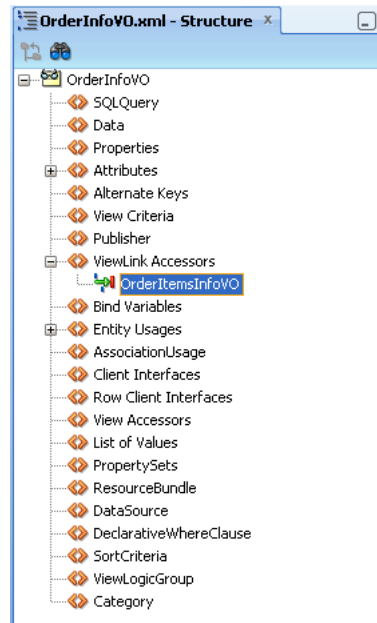 OrderInfoVO.xml - Structure
OrderInfoVO
SQLQuery
Data
Properties
Attributes
Alternate Keys
View Criteria
Publisher
ViewLink Accessors
OrderItemsInfoVO
Bind Variables
Entity Usages
AssociationUsage
Client Interfaces
Row Client Interfaces
View Accessors
List of Values
PropertySets
ResourceBundle
DataSource
DeclarativeWhereClause
SortCriteria
ViewLogicGroup
Category